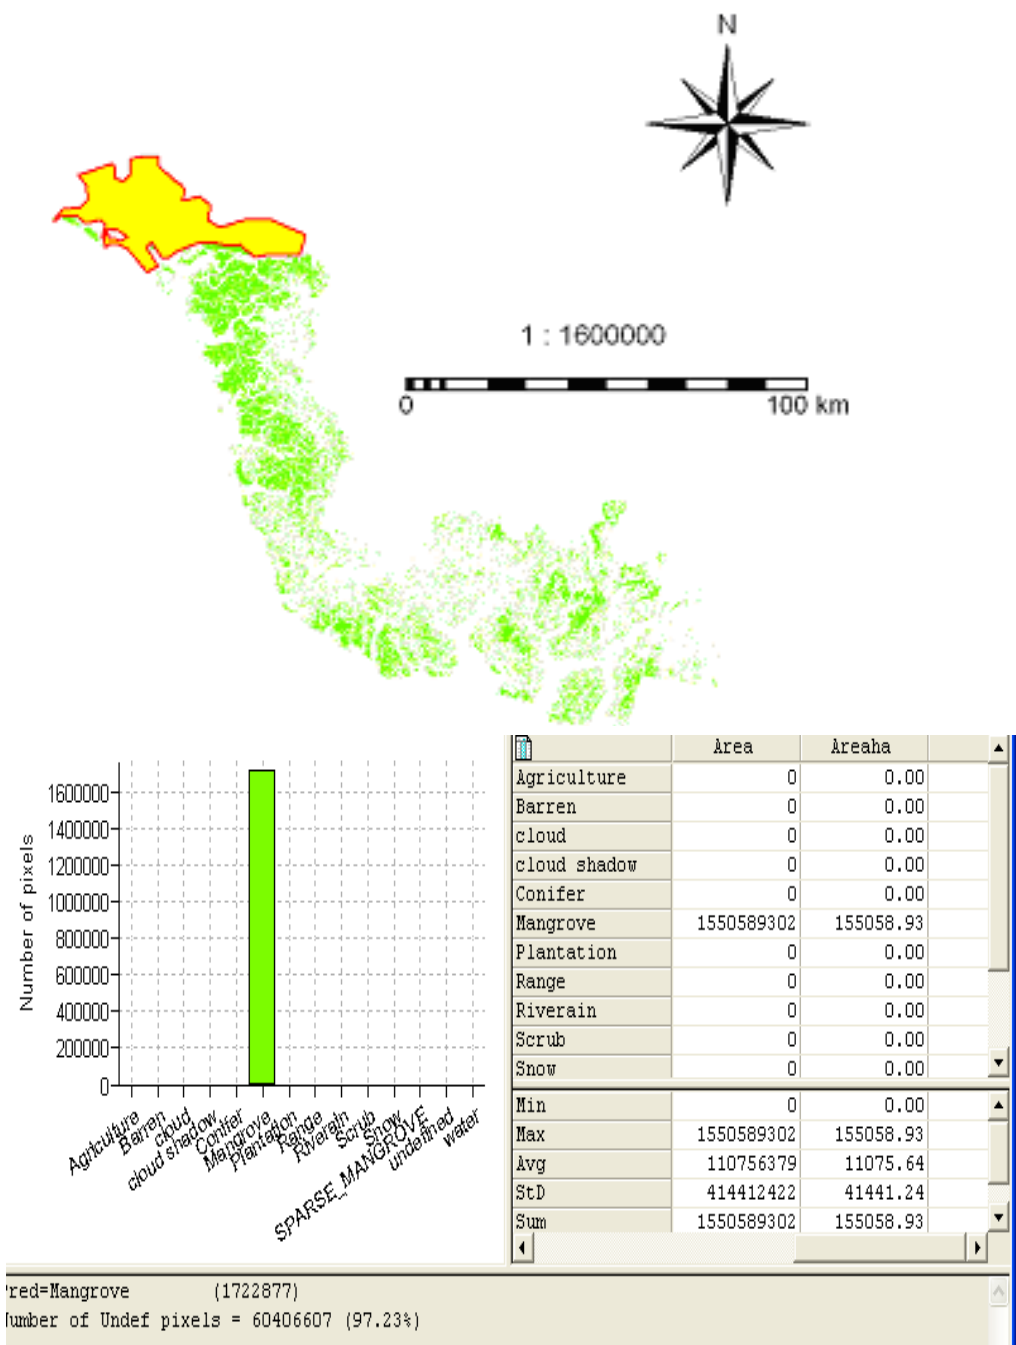 N
1 : 1600000
0
100 km
Number of pixels
1600000
1400000
1200000
1000000
800000
600000
400000
200000
0
Agriculture
Barren
cloud
cloud shadow
Conifer
Mangrove
Plantation
Range
Riverain
Scrub
Snow
SPARSE_MANGROVE
undefined
water
Area Areaha
Agriculture 0 0.00
Barren 0 0.00
cloud 0 0.00
cloud shadow 0 0.00
Conifer 0 0.00
Mangrove 1550589302 155058.93
Plantation 0 0.00
Range 0 0.00
Riverain 0 0.00
Scrub 0 0.00
Snow 0 0.00
Min 0 0.00
Max 1550589302 155058.93
Avg 110756379 11075.64
StD 414412422 41441.24
Sum 1550589302 155058.93
red=Mangrove (1722877)
umber of Undef pixels = 60406607 (97.23%)